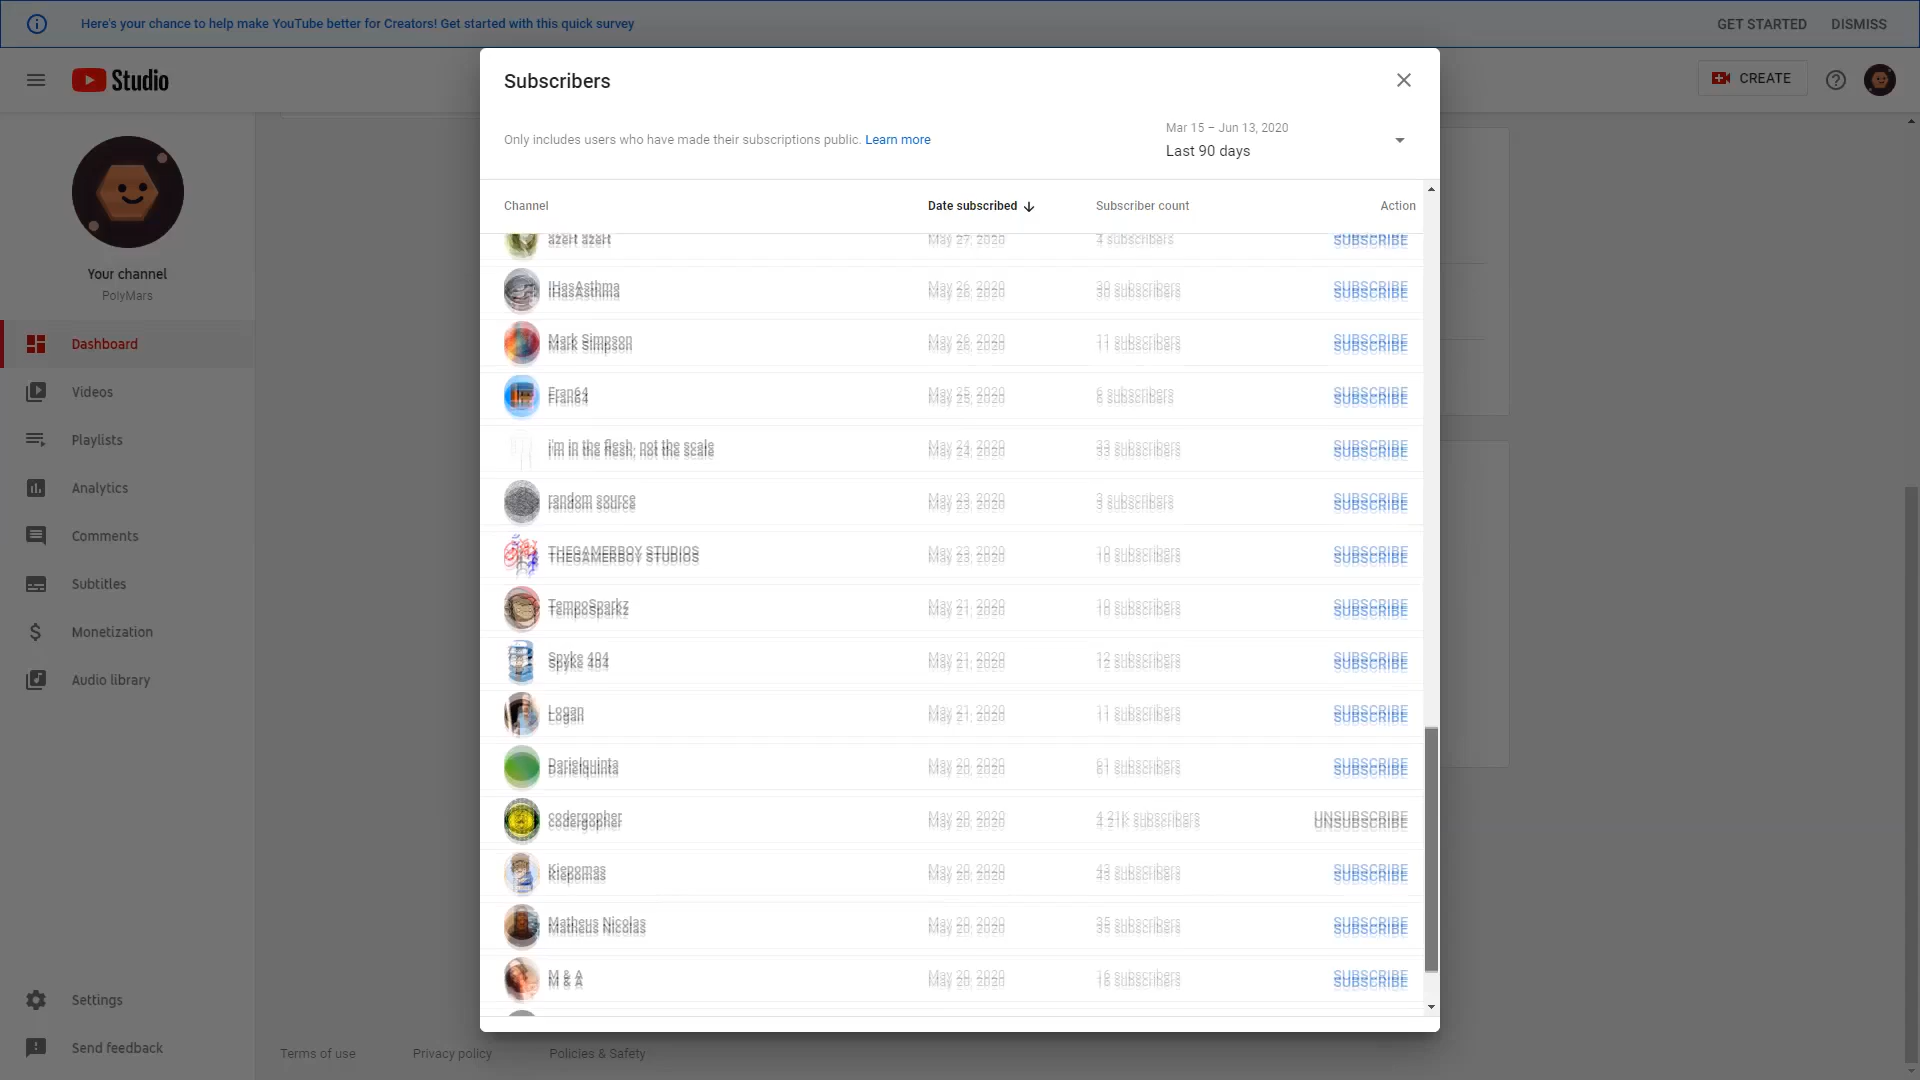 Here's your chance to help make YouTube better for Creators! Get started with this quick survey
GET STARTED
DISMISS
Studio
CREATE
Your channel
PolyMars
Dashboard
Videos
Playlists
Analytics
Comments
Subtitles
Monetization
Audio library
Settings
Send feedback
Subscribers
Only includes users who have made their subscriptions public. Learn more
Mar 15 – Jun 13, 2020
Last 90 days
Channel Date subscribed Subscriber count Action
azert azert May 27, 2020 4 subscribers SUBSCRIBE
IHasAsthma May 26, 2020 30 subscribers SUBSCRIBE
Mark Simpson May 26, 2020 11 subscribers SUBSCRIBE
Fran64 May 25, 2020 6 subscribers SUBSCRIBE
i'm in the flesh, not the scale May 24, 2020 33 subscribers SUBSCRIBE
random source May 23, 2020 3 subscribers SUBSCRIBE
THEGAMERBOY STUDIOS May 23, 2020 10 subscribers SUBSCRIBE
TempoSparkz May 21, 2020 10 subscribers SUBSCRIBE
Spyke 404 May 21, 2020 12 subscribers SUBSCRIBE
Logan May 21, 2020 11 subscribers SUBSCRIBE
Darielquinta May 20, 2020 61 subscribers SUBSCRIBE
codergopher May 20, 2020 4.21K subscribers UNSUBSCRIBE
Kiepomas May 20, 2020 43 subscribers SUBSCRIBE
Matheus Nicolas May 20, 2020 35 subscribers SUBSCRIBE
M & A May 20, 2020 16 subscribers SUBSCRIBE
Terms of use
Privacy policy
Policies & Safety